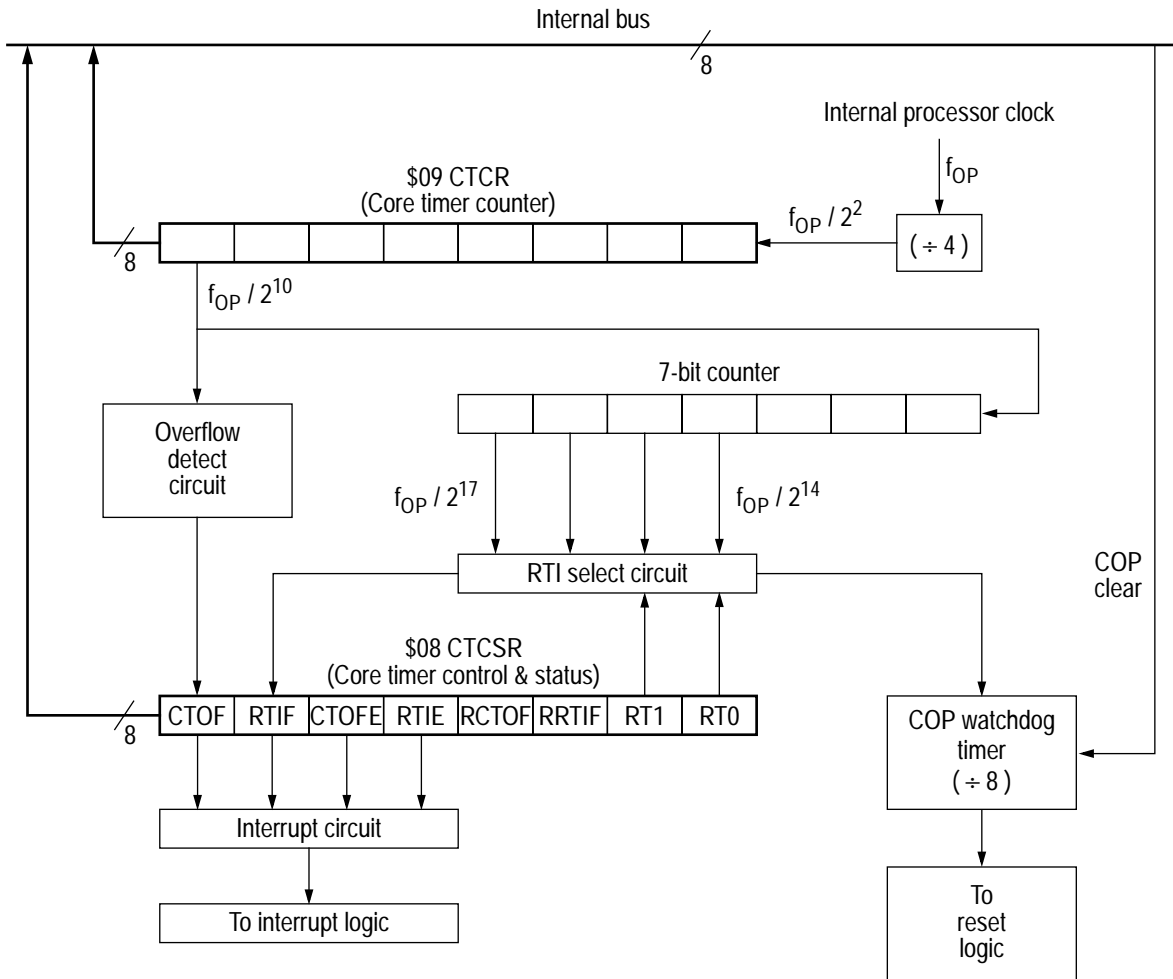 Internal bus
8
Internal processor clock
fOP
$09 CTCR
(Core timer counter)
fOP / 2²
( ÷ 4 )
8
fOP / 2¹⁰
7-bit counter
Overflow
detect
circuit
fOP / 2¹⁷
fOP / 2¹⁴
RTI select circuit
COP
clear
$08 CTCSR
(Core timer control & status)
CTOF RTIF CTOFE RTIE RCTOF RRTIF RT1 RT0
8
COP watchdog
timer
( ÷ 8 )
Interrupt circuit
To interrupt logic
To
reset
logic